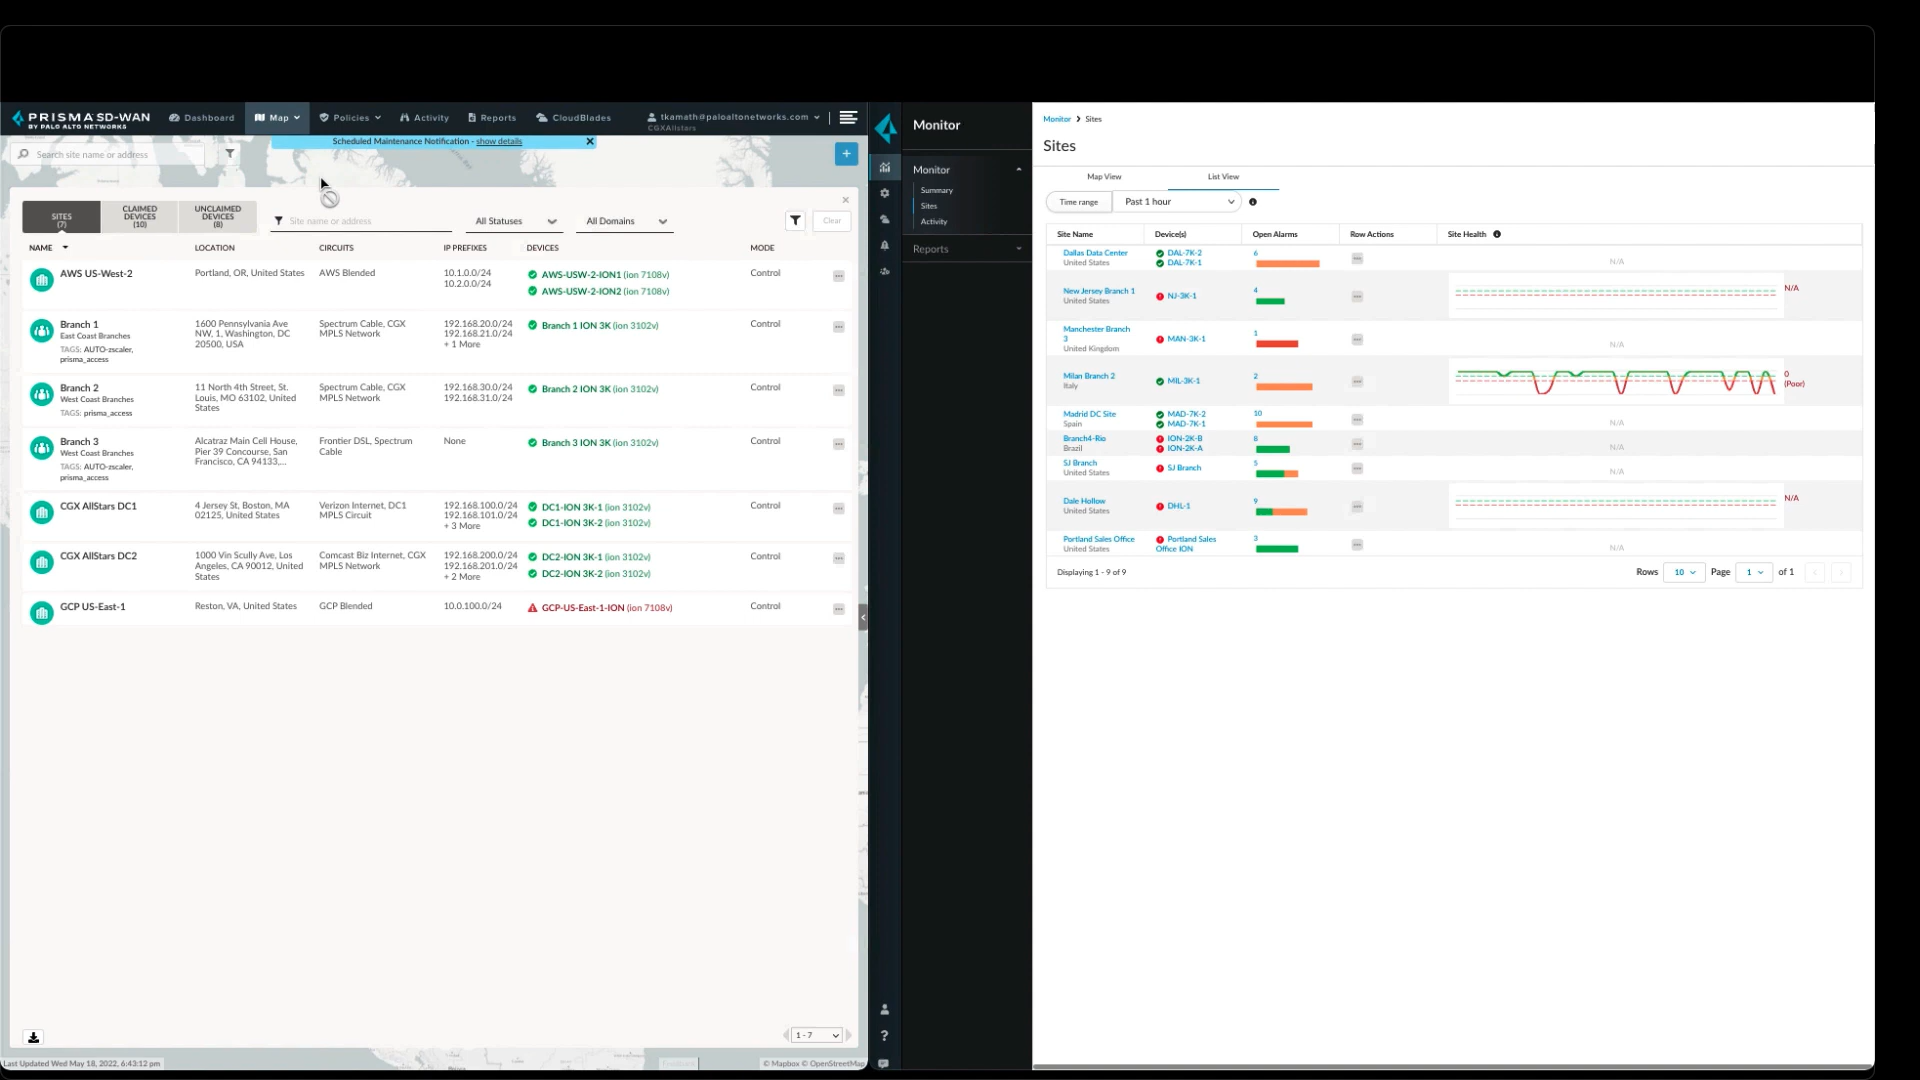 PRISMA SD-WAN
BY PALO ALTO NETWORKS
Dashboard
Map
Policies
Activity
Reports
CloudBlades
tkamath@paloaltonetworks.com
CGXAllstars
Scheduled Maintenance Notification - show details
Search site name or address
SITES
(7)
CLAIMED
DEVICES
(10)
UNCLAIMED
DEVICES
(8)
Site name or address
All Statuses
All Domains
Clear
NAME LOCATION CIRCUITS IP PREFIXES DEVICES MODE
AWS US-West-2
Portland, OR, United States
AWS Blended
10.1.0.0/24
10.2.0.0/24
AWS-USW-2-ION1 (ion 7108v)
AWS-USW-2-ION2 (ion 7108v)
Control
Branch 1
East Coast Branches
TAGS: AUTO-zscaler,
prisma_access
1600 Pennsylvania Ave
NW, 1, Washington, DC
20500, USA
Spectrum Cable, CGX
MPLS Network
192.168.20.0/24
192.168.21.0/24
+ 1 More
Branch 1 ION 3K (ion 3102v)
Control
Branch 2
West Coast Branches
TAGS: prisma_access
11 North 4th Street, St.
Louis, MO 63102, United
States
Spectrum Cable, CGX
MPLS Network
192.168.30.0/24
192.168.31.0/24
Branch 2 ION 3K (ion 3102v)
Control
Branch 3
West Coast Branches
TAGS: AUTO-zscaler,
prisma_access
Alcatraz Main Cell House,
Pier 39 Concourse, San
Francisco, CA 94133,...
Frontier DSL, Spectrum
Cable
None
Branch 3 ION 3K (ion 3102v)
Control
CGX AllStars DC1
4 Jersey St, Boston, MA
02125, United States
Verizon Internet, DC1
MPLS Circuit
192.168.100.0/24
192.168.101.0/24
+ 3 More
DC1-ION 3K-1 (ion 3102v)
DC1-ION 3K-2 (ion 3102v)
Control
CGX AllStars DC2
1000 Vin Scully Ave, Los
Angeles, CA 90012, United
States
Comcast Biz Internet, CGX
MPLS Network
192.168.200.0/24
192.168.201.0/24
+ 2 More
DC2-ION 3K-1 (ion 3102v)
DC2-ION 3K-2 (ion 3102v)
Control
GCP US-East-1
Reston, VA, United States
GCP Blended
10.0.100.0/24
GCP-US-East-1-ION (ion 7108v)
Control
1 - 7
Last Updated Wed May 18, 2022, 6:43:12 pm
© Mapbox © OpenStreetMap
Monitor
Monitor
Summary
Sites
Activity
Reports
Monitor > Sites
Sites
Map View
List View
Time range
Past 1 hour
Site Name Device(s) Open Alarms Row Actions Site Health
Dallas Data Center
United States
DAL-7K-2
DAL-7K-1
6
N/A
New Jersey Branch 1
United States
NJ-3K-1
4
N/A
Manchester Branch
3
United Kingdom
MAN-3K-1
1
N/A
Milan Branch 2
Italy
MIL-3K-1
2
0
(Poor)
Madrid DC Site
Spain
MAD-7K-2
MAD-7K-1
10
N/A
Branch4-Rio
Brazil
ION-2K-B
ION-2K-A
8
N/A
SJ Branch
United States
SJ Branch
5
N/A
Dale Hollow
United States
DHL-1
9
N/A
Portland Sales Office
United States
Portland Sales
Office ION
3
N/A
Displaying 1 - 9 of 9
Rows 10 Page 1 of 1